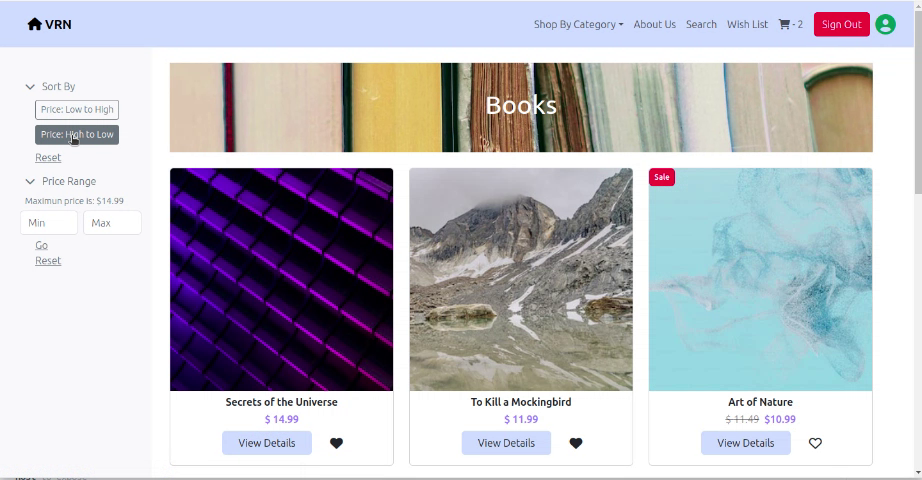 VRN
Shop By Category
About Us
Search
Wish List
- 2
Sign Out
Sort By
Price: Low to High
Price: High to Low
Reset
Price Range
Maximun price is: $14.99
Min
Max
Go
Reset
Books
Secrets of the Universe
$ 14.99
View Details
To Kill a Mockingbird
$ 11.99
View Details
Sale
Art of Nature
$ 11.49 $10.99
View Details